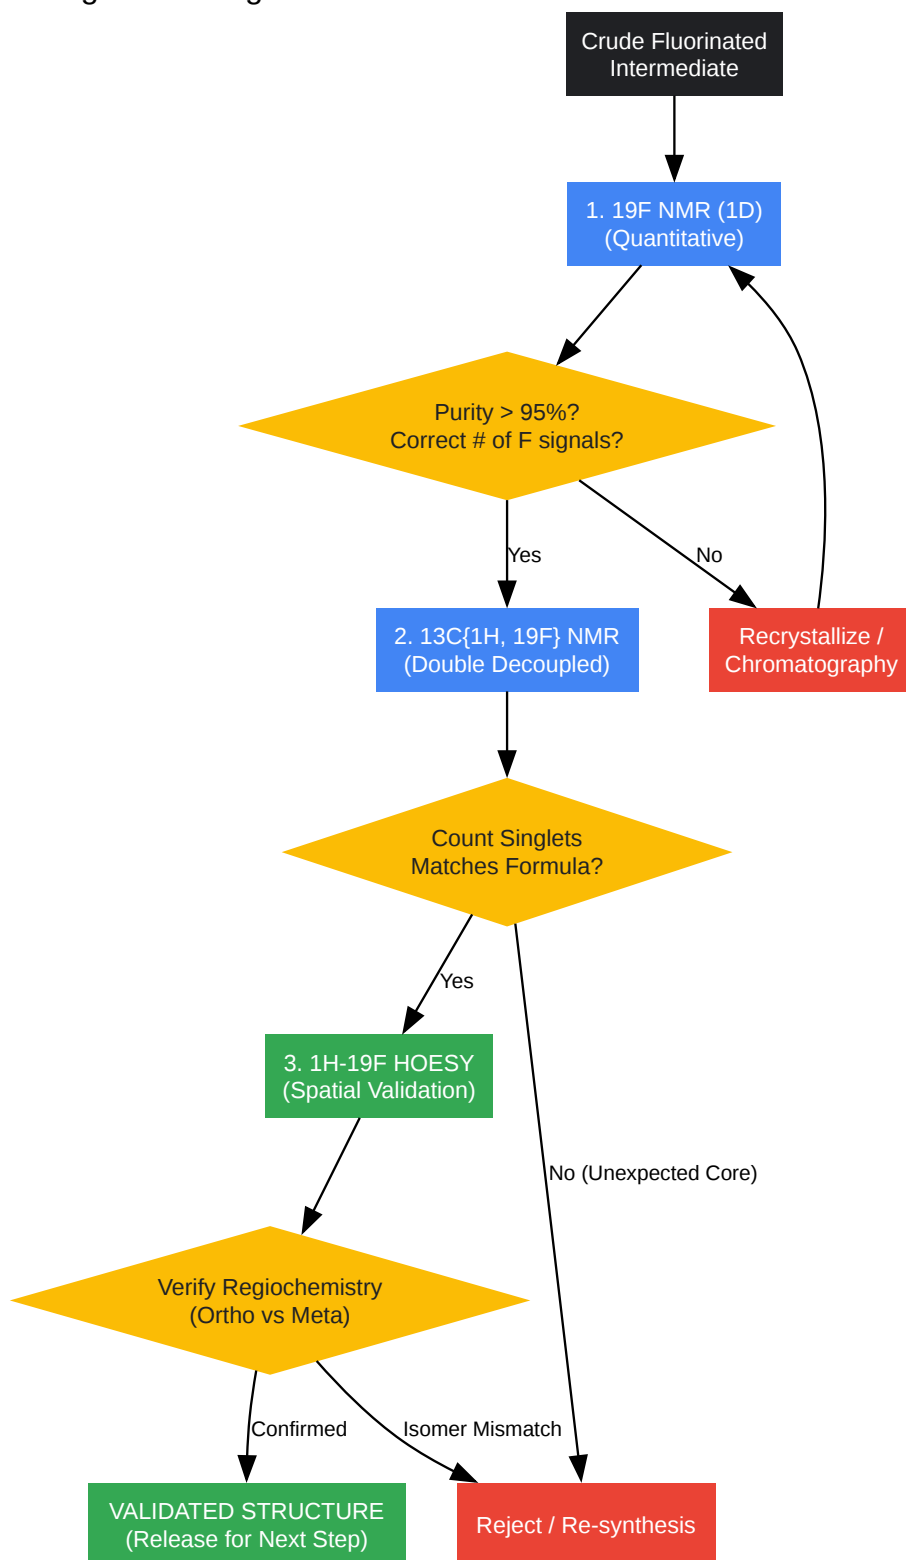 Crude Fluorinated
Intermediate
1. 19F NMR (1D)
(Quantitative)
Purity > 95%?
Correct # of F signals?
Yes
No
2. 13C{1H, 19F} NMR
(Double Decoupled)
Recrystallize /
Chromatography
Count Singlets
Matches Formula?
Yes
3. 1H-19F HOESY
(Spatial Validation)
No (Unexpected Core)
Verify Regiochemistry
(Ortho vs Meta)
Confirmed
Isomer Mismatch
VALIDATED STRUCTURE
(Release for Next Step)
Reject / Re-synthesis